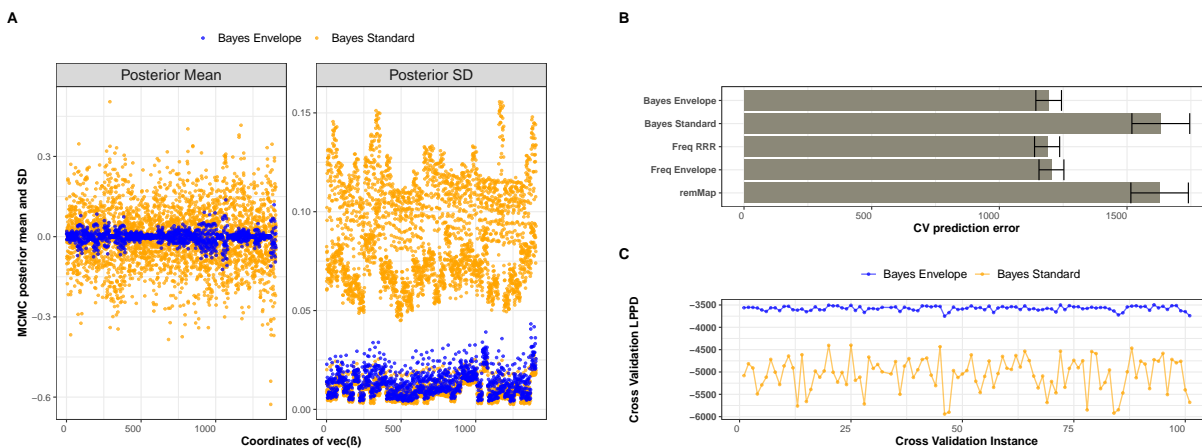 A
Bayes Envelope Bayes Standard
Posterior Mean Posterior SD
MCMC posterior mean and SD
0.3
0.0
−0.3
−0.6
0.15
0.10
0.05
0.00
0 500 1000 0 500 1000
Coordinates of vec(ß)
B
Bayes Envelope
Bayes Standard
Freq RRR
Freq Envelope
remMap
0 500 1000 1500
CV prediction error
C
Bayes Envelope Bayes Standard
Cross Validation LPPD
−3500
−4000
−4500
−5000
−5500
−6000
0 25 50 75 100
Cross Validation Instance